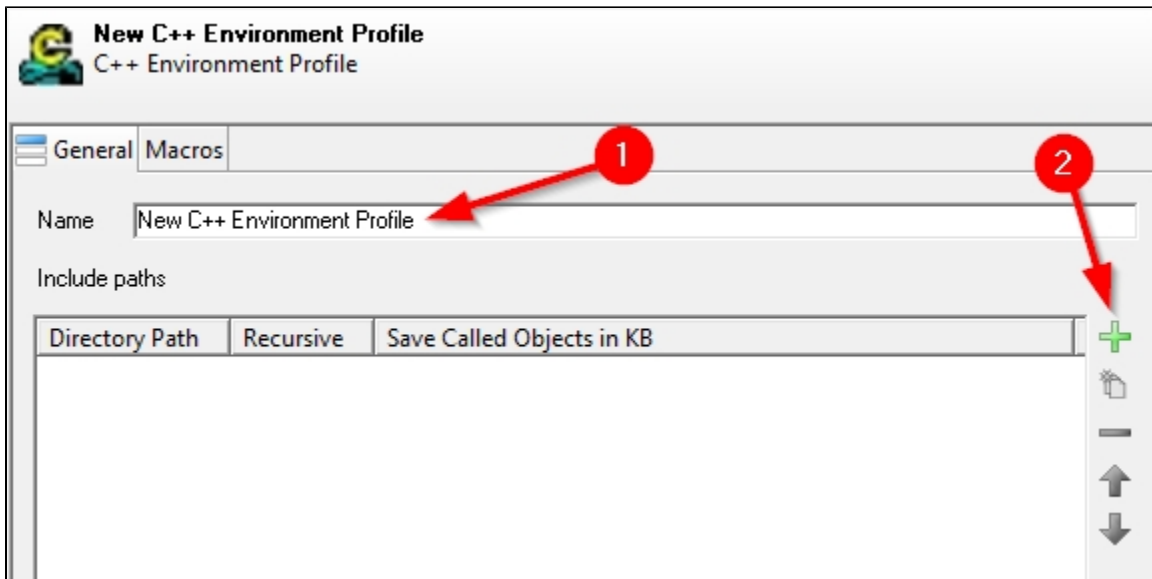 New C++ Environment Profile
C++ Environment Profile
General Macros
1
2
Name New C++ Environment Profile
Include paths
Directory Path Recursive Save Called Objects in KB